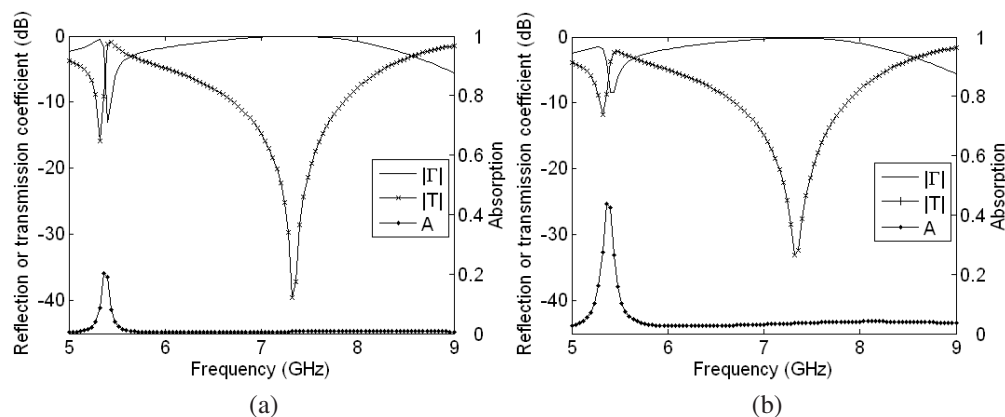 Reflection or transmission coefficient (dB)
0
-10
-20
-30
-40
1
0.8
0.6
0.4
0.2
0
Absorption
|Γ|
|T|
A
5 6 7 8 9
Frequency (GHz)
(a)
Reflection or transmission coefficient (dB)
0
-10
-20
-30
-40
1
0.8
0.6
0.4
0.2
0
Absorption
|Γ|
|T|
A
5 6 7 8 9
Frequency (GHz)
(b)